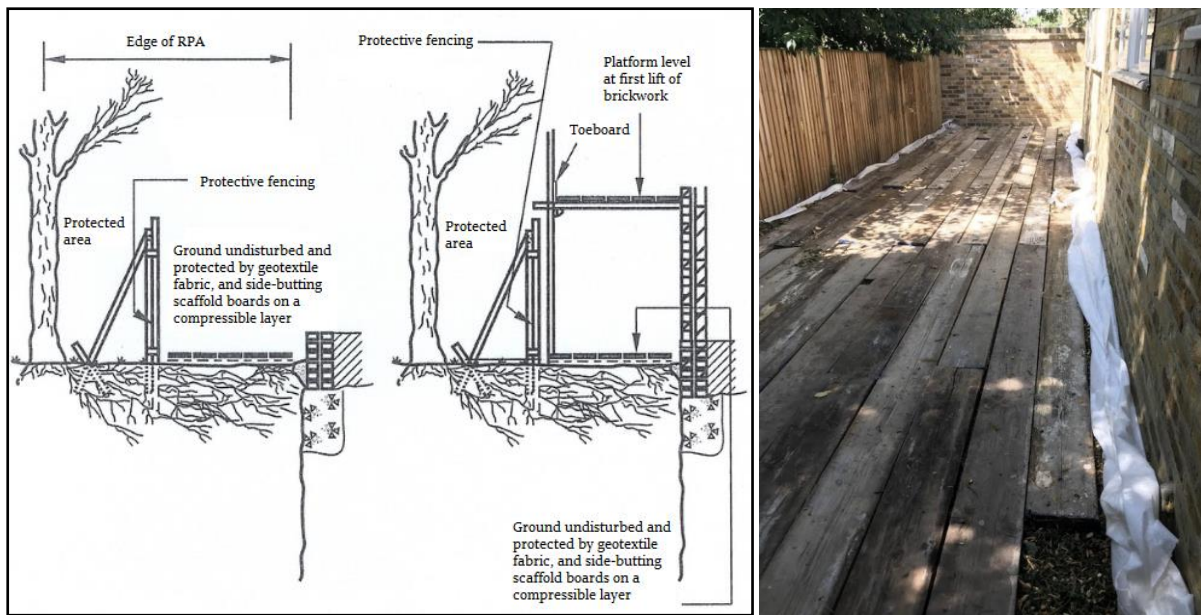 Edge of RPA
Protective fencing
Protected
area
Ground undisturbed and
protected by geotextile
fabric, and side-butting
scaffold boards on a
compressible layer
Protective fencing
Platform level
at first lift of
brickwork
Toeboard
Protected
area
Ground undisturbed and
protected by geotextile
fabric, and side-butting
scaffold boards on a
compressible layer